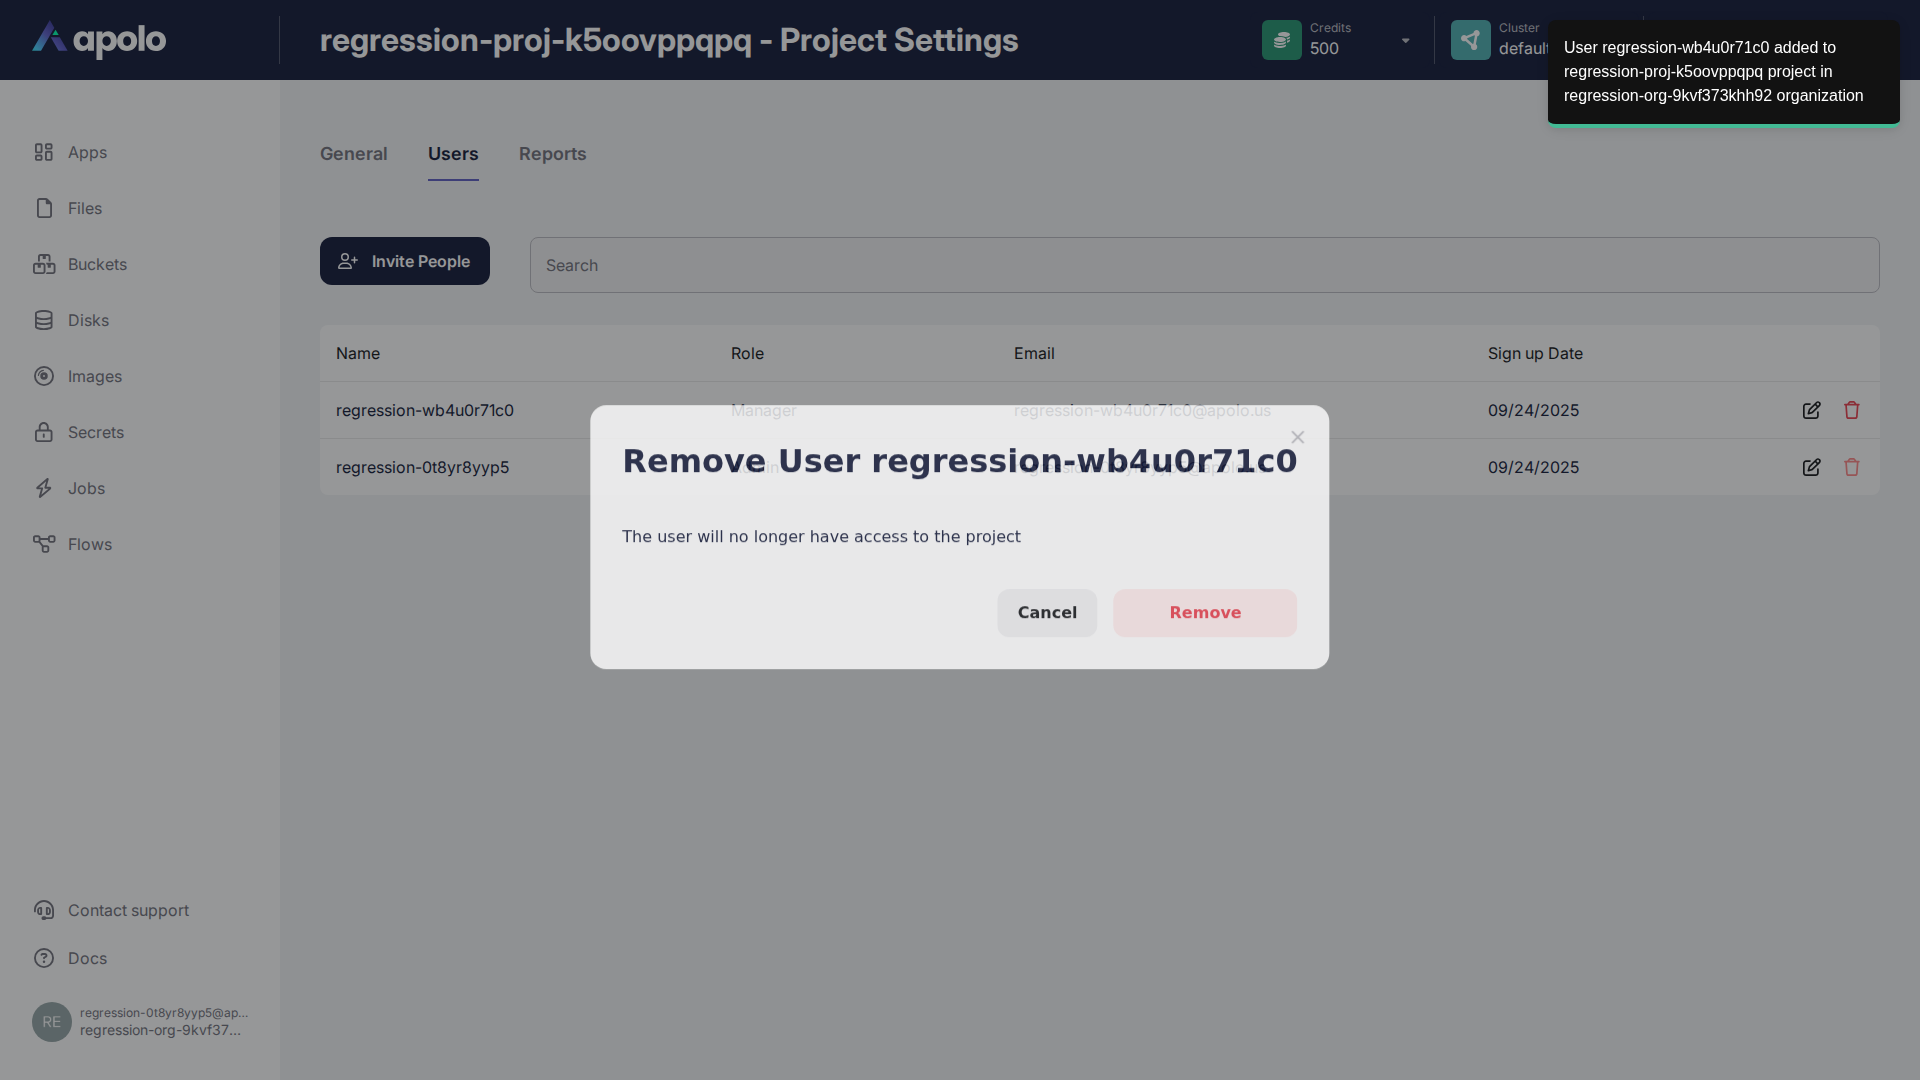 apolo
regression-proj-k5oovppqpq - Project Settings
Credits
500
Cluster
default
User regression-wb4u0r71c0 added to
regression-proj-k5oovppqpq project in
regression-org-9kvf373khh92 organization
Apps
Files
Buckets
Disks
Images
Secrets
Jobs
Flows
General
Users
Reports
Invite People
Search
Name
Role
Email
Sign up Date
regression-wb4u0r71c0
Manager
regression-wb4u0r71c0@apolo.us
09/24/2025
regression-0t8yr8yyp5
09/24/2025
Remove User regression-wb4u0r71c0
The user will no longer have access to the project
Cancel
Remove
Contact support
Docs
RE
regression-0t8yr8yyp5@ap...
regression-org-9kvf37...